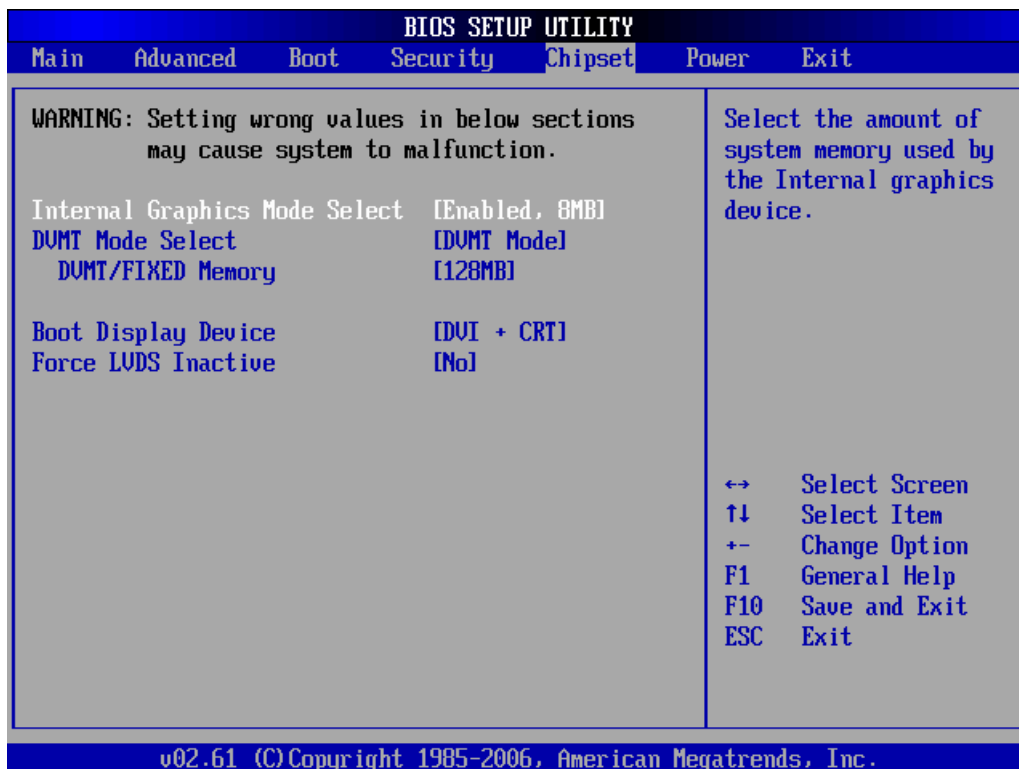 BIOS SETUP UTILITY
Main Advanced Boot Security Chipset Power Exit
WARNING: Setting wrong values in below sections
may cause system to malfunction.
Internal Graphics Mode Select [Enabled, 8MB]
DVMT Mode Select [DVMT Mode]
DVMT/FIXED Memory [128MB]
Boot Display Device [DVI + CRT]
Force LVDS Inactive [No]
Select the amount of
system memory used by
the Internal graphics
device.
←→ Select Screen
↑↓ Select Item
+- Change Option
F1 General Help
F10 Save and Exit
ESC Exit
v02.61 (C)Copyright 1985-2006, American Megatrends, Inc.